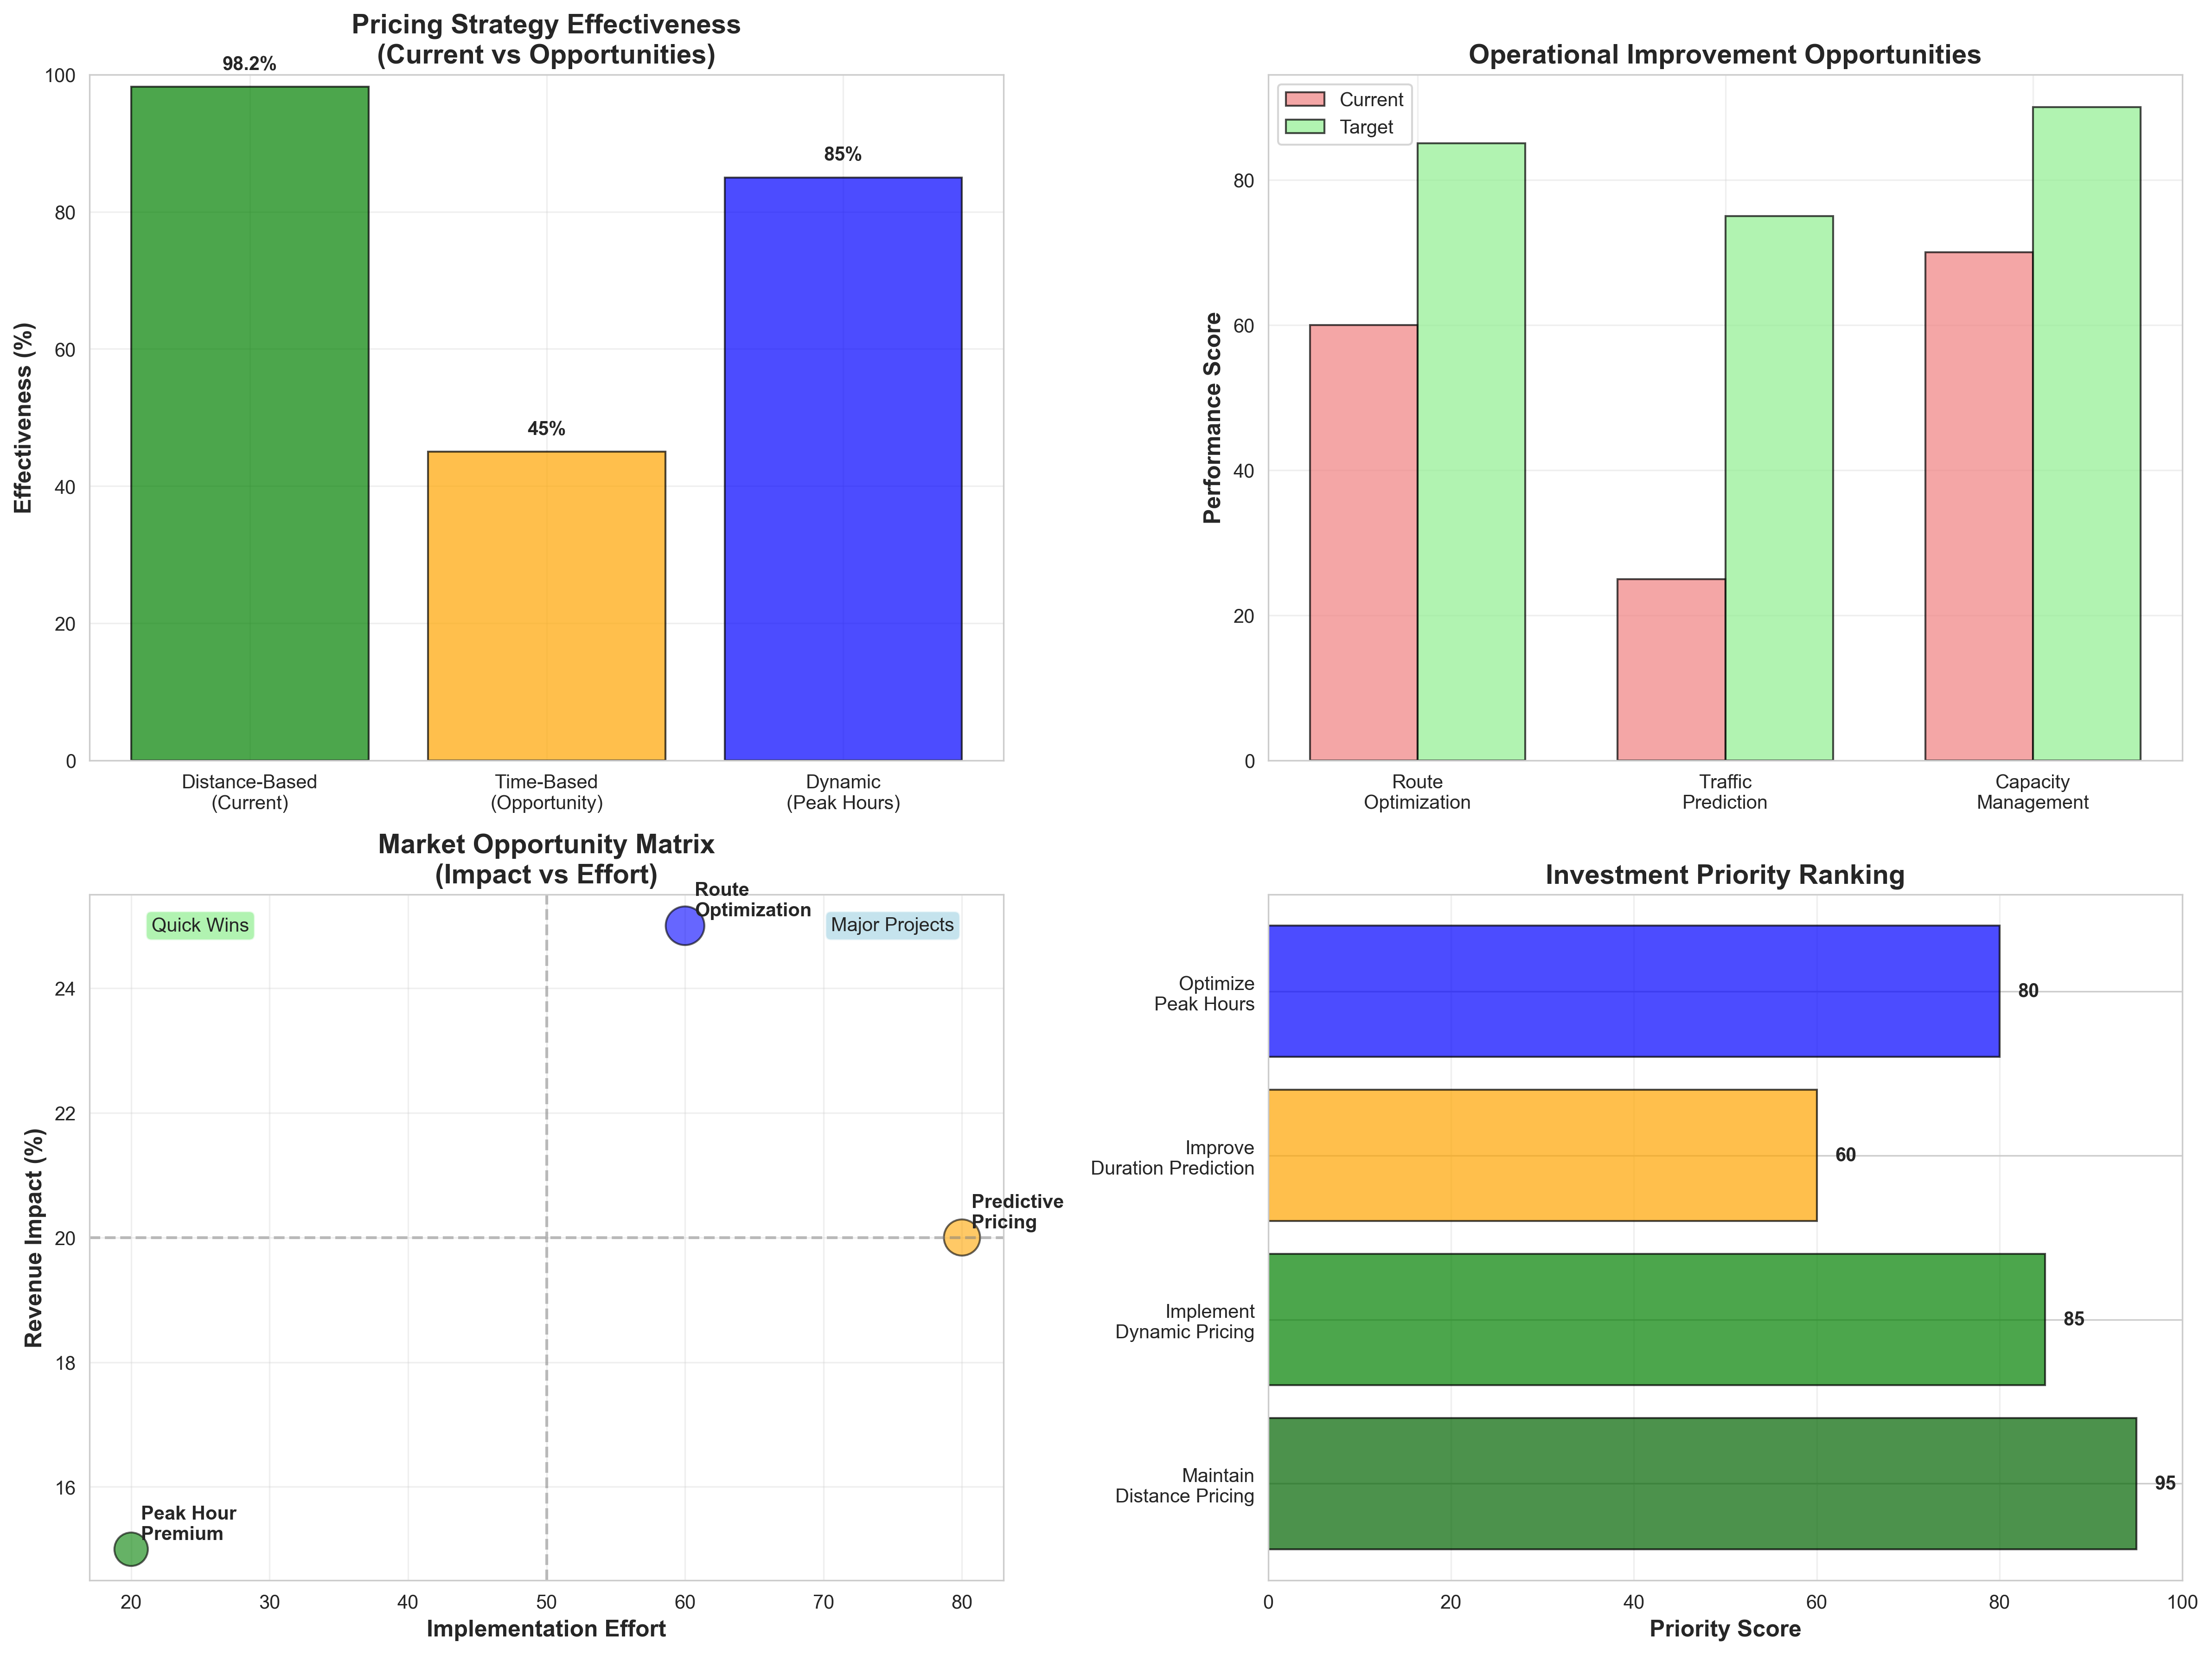 Pricing Strategy Effectiveness
(Current vs Opportunities)
98.2%
85%
45%
100
80
60
40
20
0
Effectiveness (%)
Distance-Based
(Current)
Time-Based
(Opportunity)
Dynamic
(Peak Hours)
Operational Improvement Opportunities
Current
Target
80
60
40
20
0
Performance Score
Route
Optimization
Traffic
Prediction
Capacity
Management
Market Opportunity Matrix
(Impact vs Effort)
Quick Wins
Route
Optimization
Major Projects
Predictive
Pricing
Peak Hour
Premium
24
22
20
18
16
Revenue Impact (%)
20
30
40
50
60
70
80
Implementation Effort
Investment Priority Ranking
Optimize
Peak Hours
80
Improve
Duration Prediction
60
Implement
Dynamic Pricing
85
Maintain
Distance Pricing
95
0
20
40
60
80
100
Priority Score